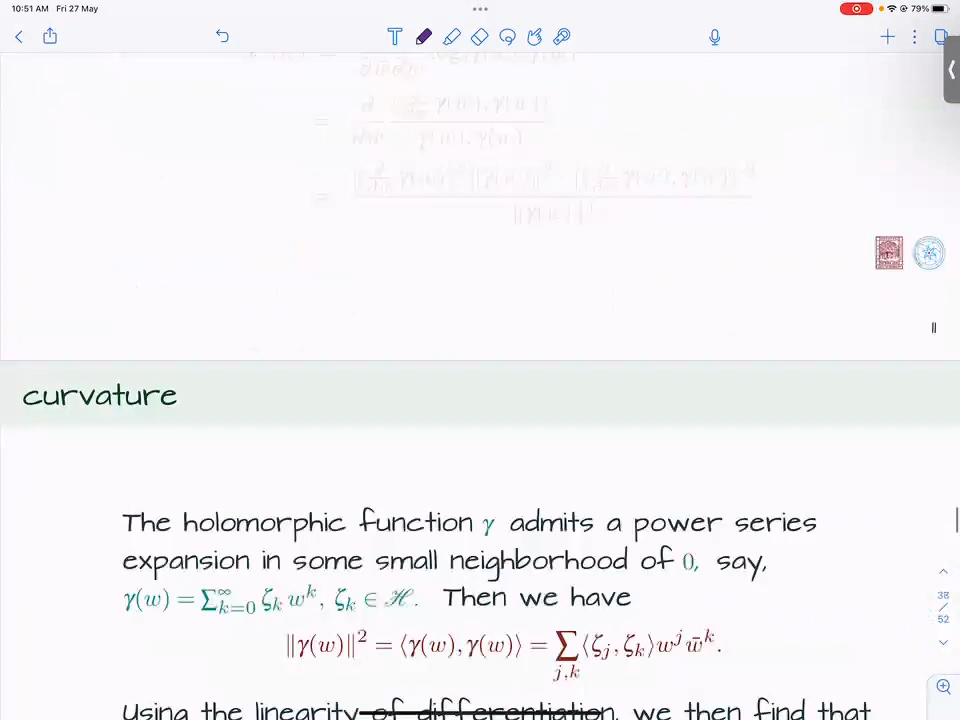 10:51 AM Fri 27 May
79%
11
curvature
The holomorphic function γ admits a power series
expansion in some small neighborhood of 0, say,
γ(w) = ∑_{k=0}^{∞} ζ_k w^k, ζ_k ∈ ℋ. Then we have
‖γ(w)‖² = ⟨γ(w), γ(w)⟩ = ∑_{j,k} ⟨ζ_j, ζ_k⟩ w^j w̄^k.
38
/
52
Using the linearity of differentiation, we then find that